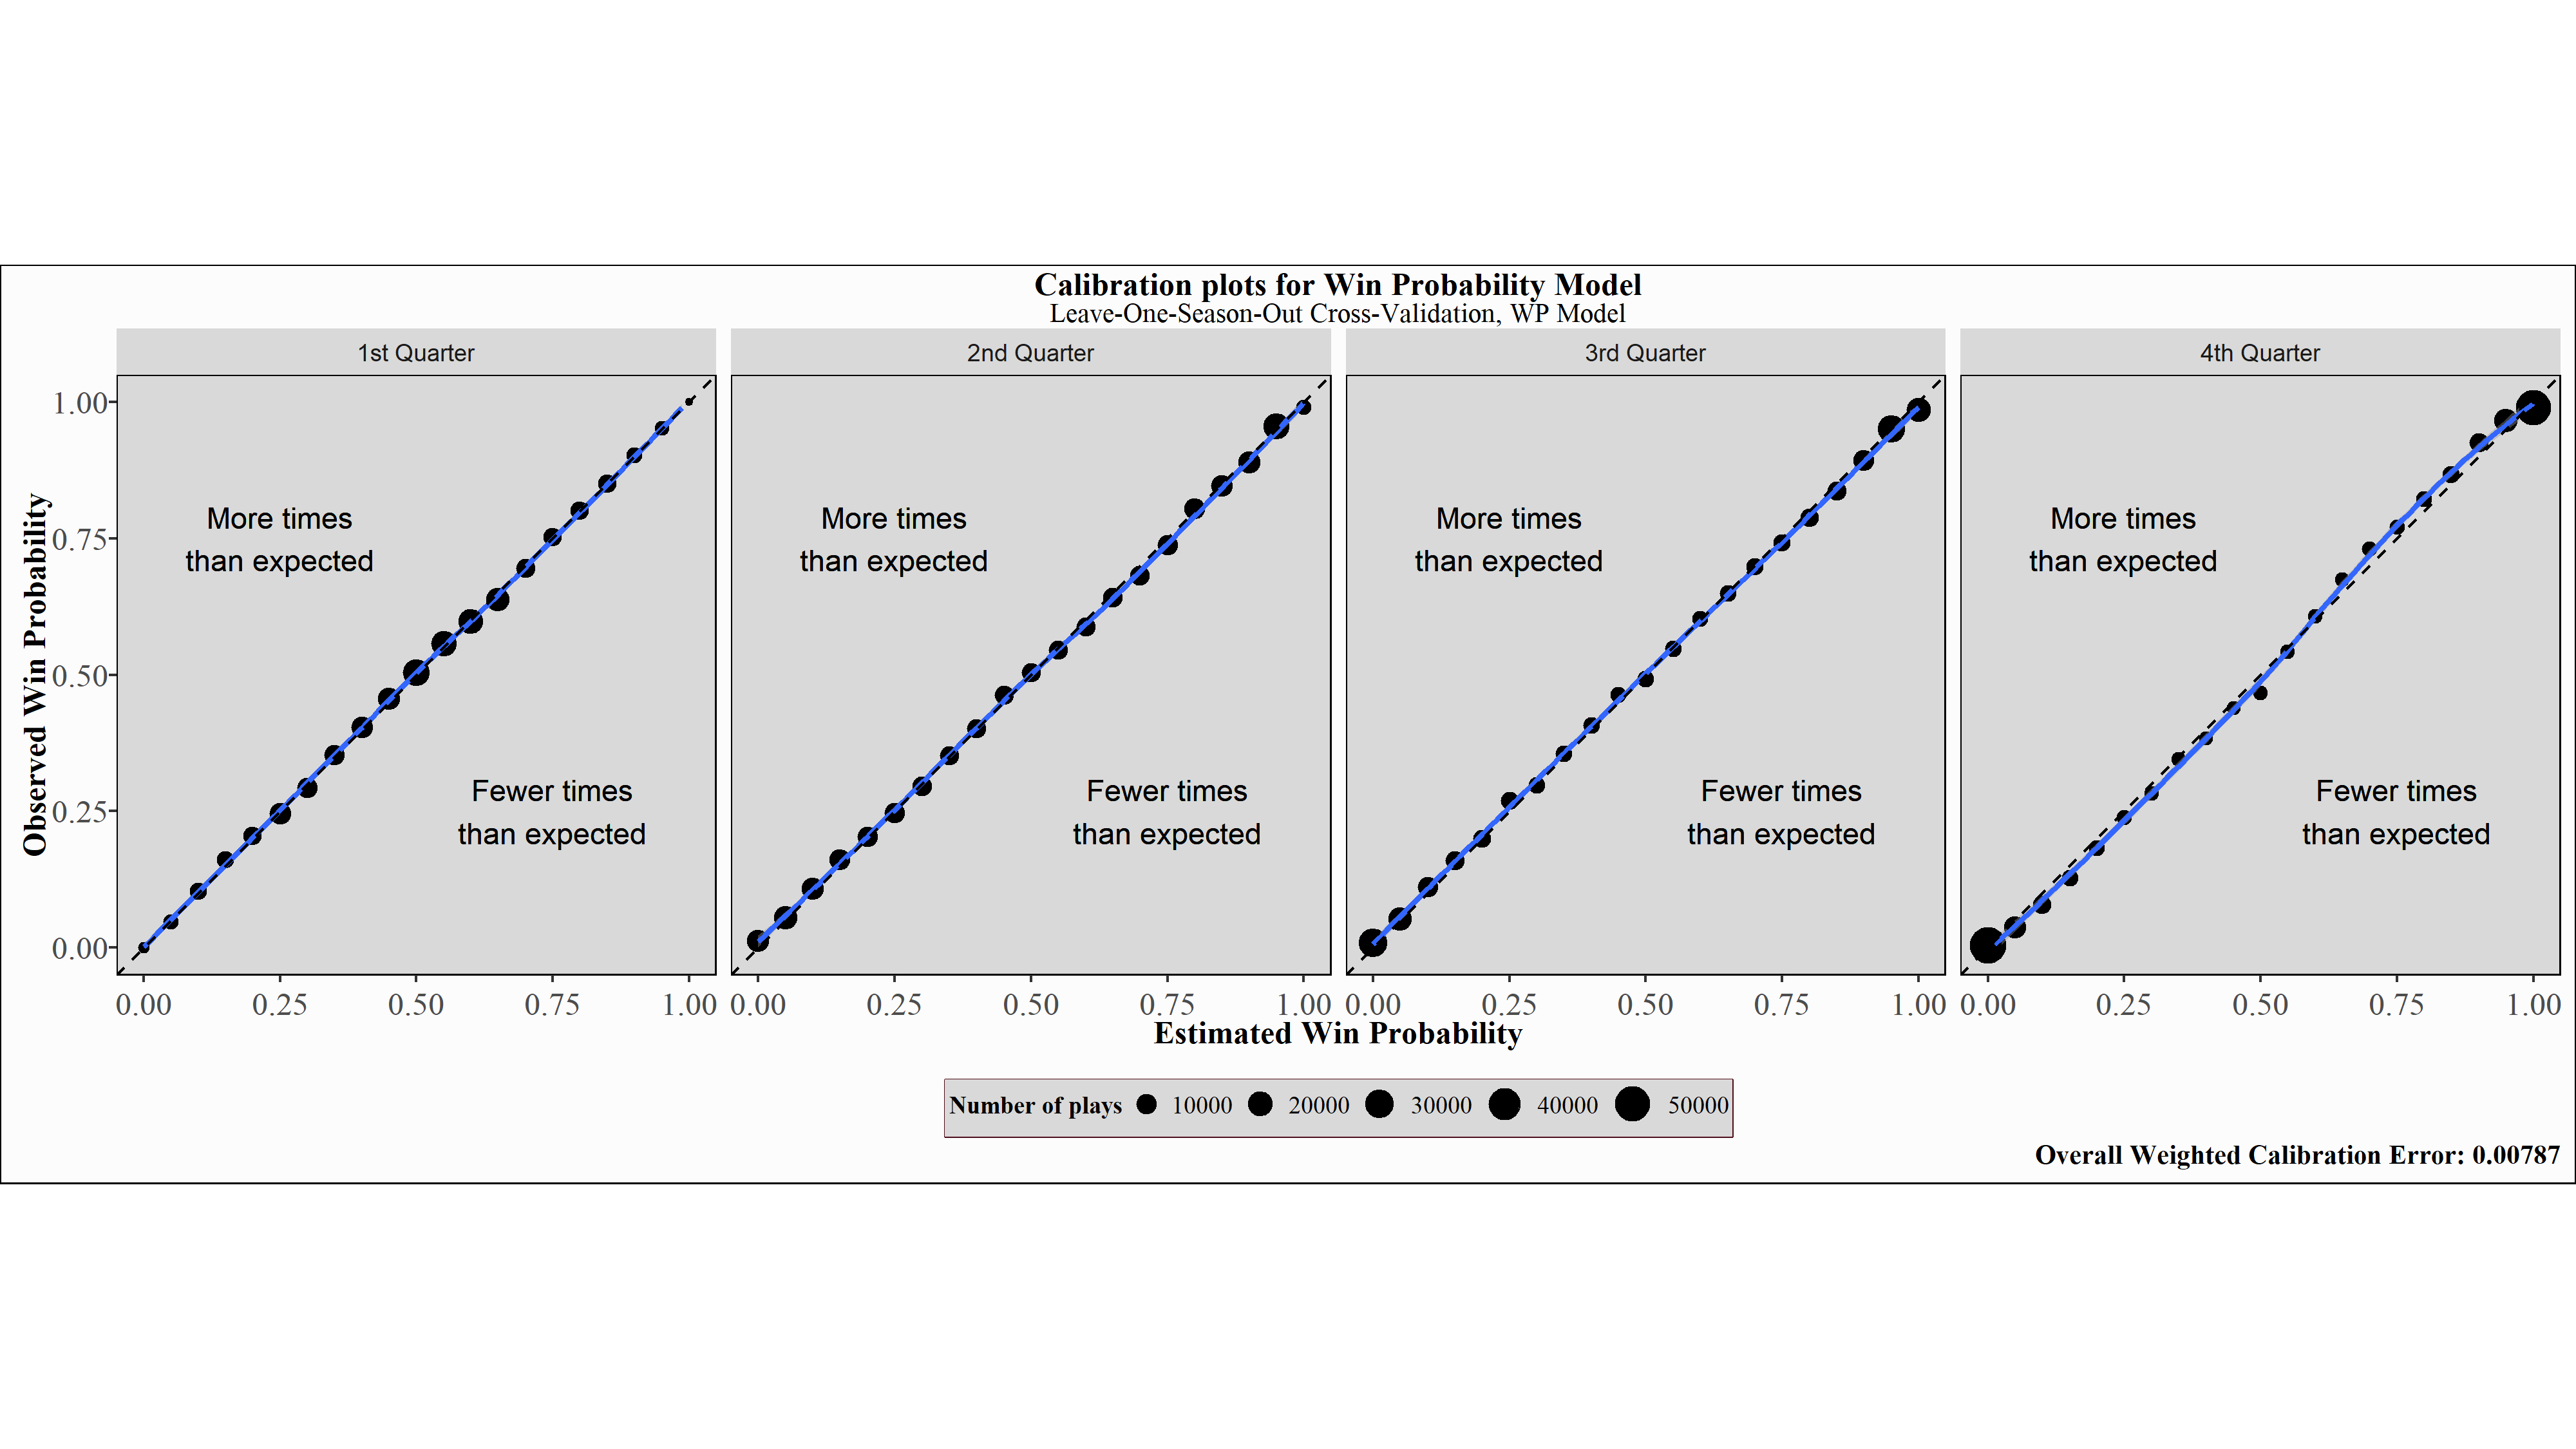 Calibration plots for Win Probability Model
Leave-One-Season-Out Cross-Validation, WP Model
1st Quarter
2nd Quarter
3rd Quarter
4th Quarter
Observed Win Probability
1.00
0.75
0.50
0.25
0.00
More times
than expected
Fewer times
than expected
More times
than expected
Fewer times
than expected
More times
than expected
Fewer times
than expected
More times
than expected
Fewer times
than expected
0.00 0.25 0.50 0.75 1.00
0.00 0.25 0.50 0.75 1.00
0.00 0.25 0.50 0.75 1.00
0.00 0.25 0.50 0.75 1.00
Estimated Win Probability
Number of plays 10000 20000 30000 40000 50000
Overall Weighted Calibration Error: 0.00787